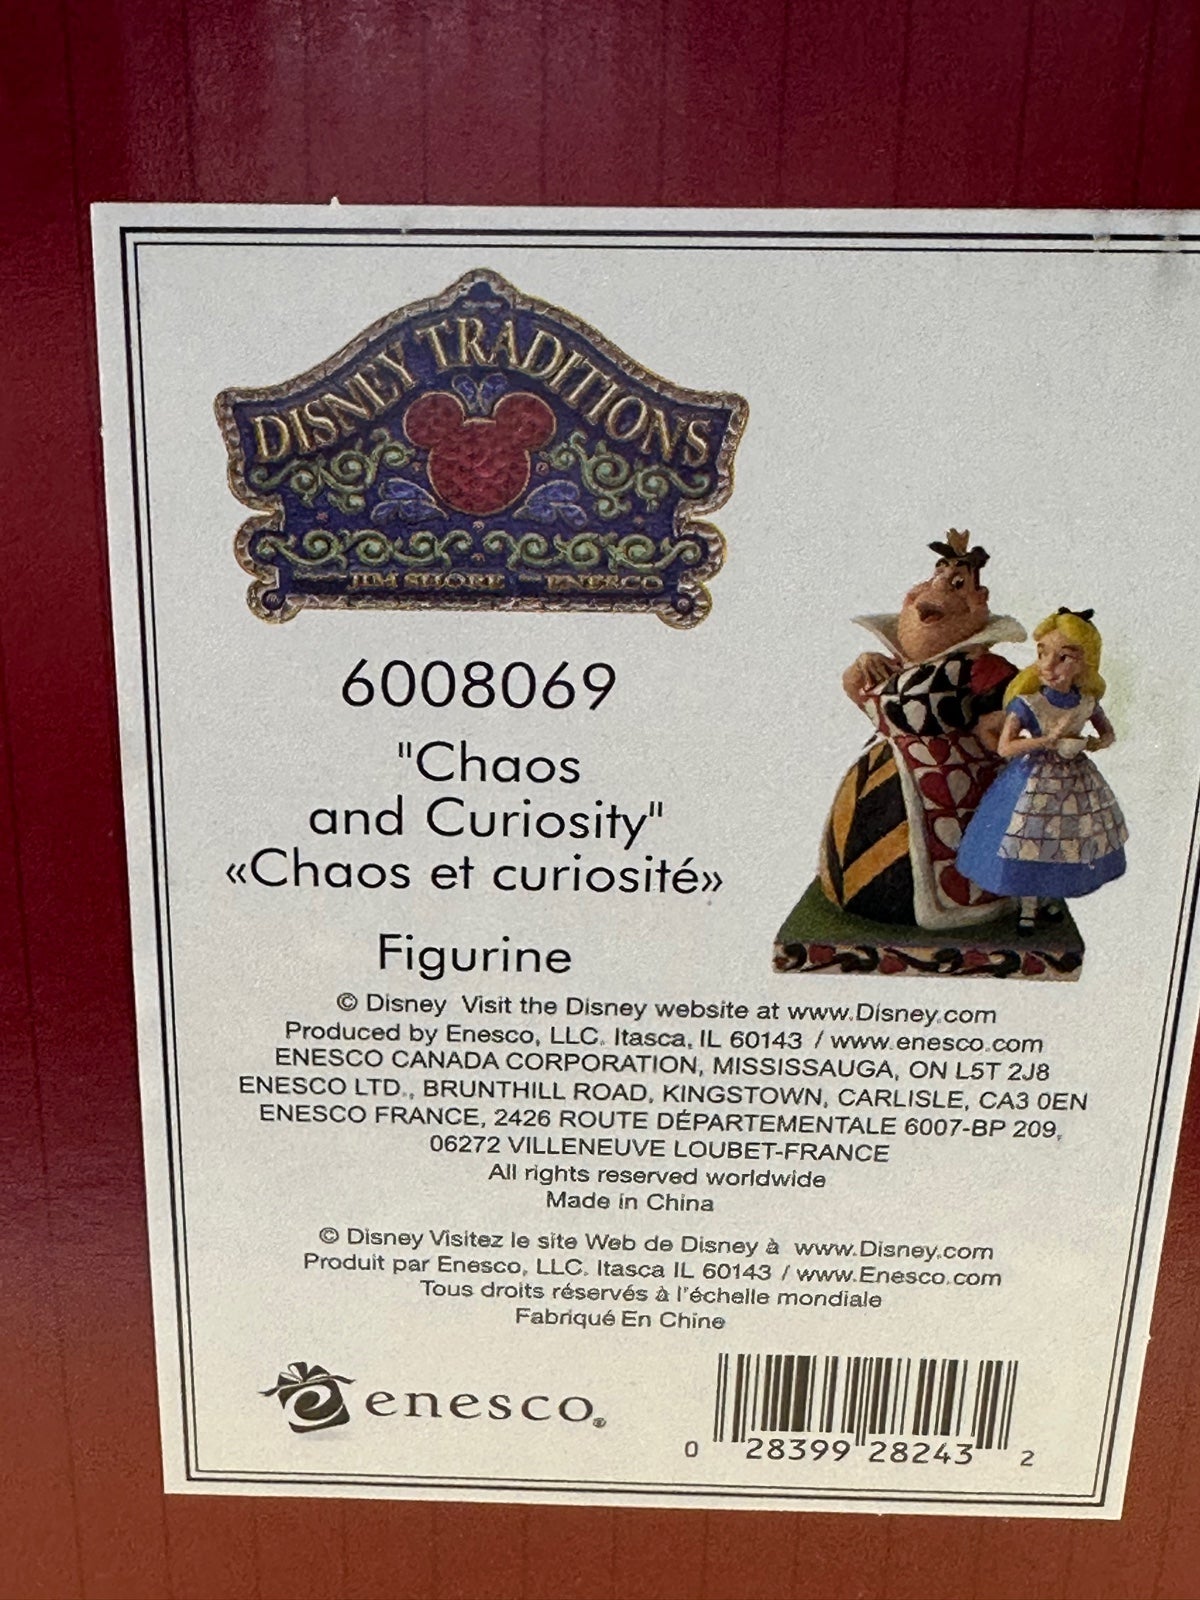 DISNEY TRADITIONS
JIM SHORE ENESCO
6008069
"Chaos
and Curiosity"
«Chaos et curiosité»
Figurine
© Disney Visit the Disney website at www.Disney.com
Produced by Enesco, LLC. Itasca, IL 60143 / www.enesco.com
ENESCO CANADA CORPORATION, MISSISSAUGA, ON L5T 2J8
ENESCO LTD., BRUNTHILL ROAD, KINGSTOWN, CARLISLE, CA3 0EN
ENESCO FRANCE, 2426 ROUTE DÉPARTEMENTALE 6007-BP 209,
06272 VILLENEUVE LOUBET-FRANCE
All rights reserved worldwide
Made in China
© Disney Visitez le site Web de Disney à www.Disney.com
Produit par Enesco, LLC. Itasca IL 60143 / www.Enesco.com
Tous droits réservés à l'échelle mondiale
Fabriqué En Chine
enesco®
0 28399 28243 2